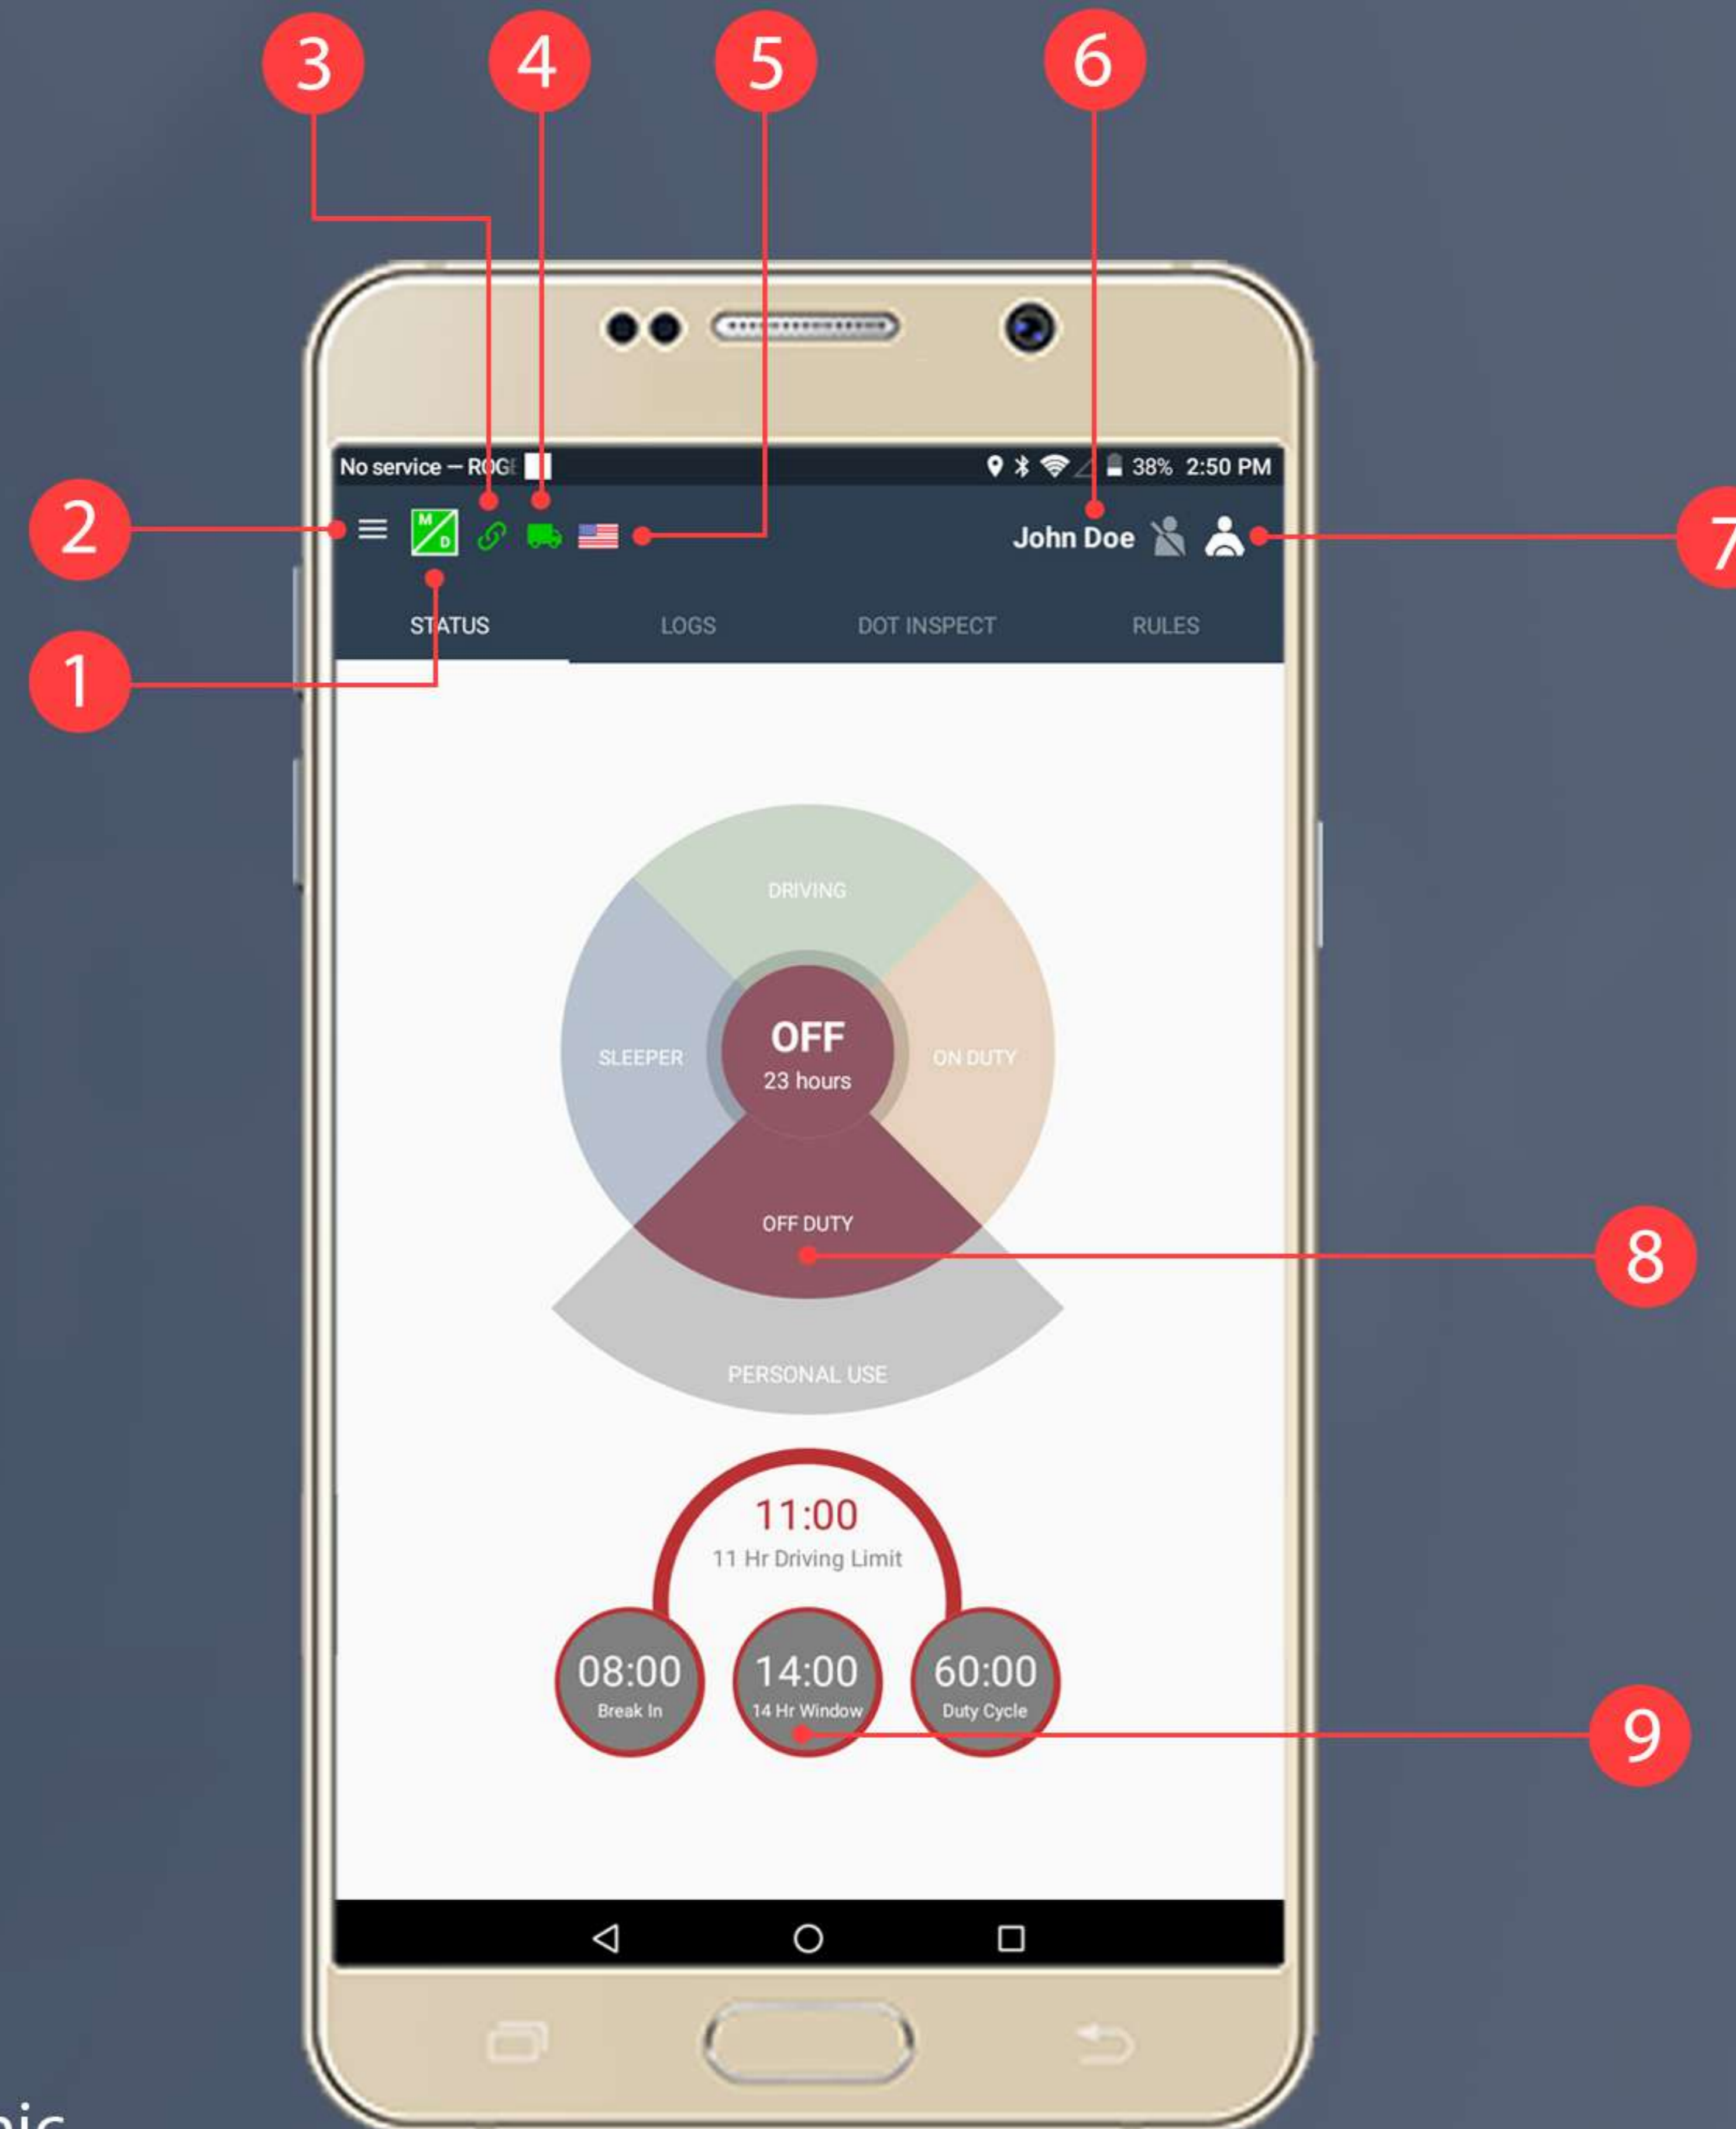 3 4 5 6
No service — ROG
38% 2:50 PM
2
M/D
John Doe
7
STATUS LOGS DOT INSPECT RULES
1
DRIVING
OFF
23 hours
SLEEPER
ON DUTY
OFF DUTY
8
PERSONAL USE
11:00
11 Hr Driving Limit
08:00 14:00 60:00
Break In 14 Hr Window Duty Cycle
9